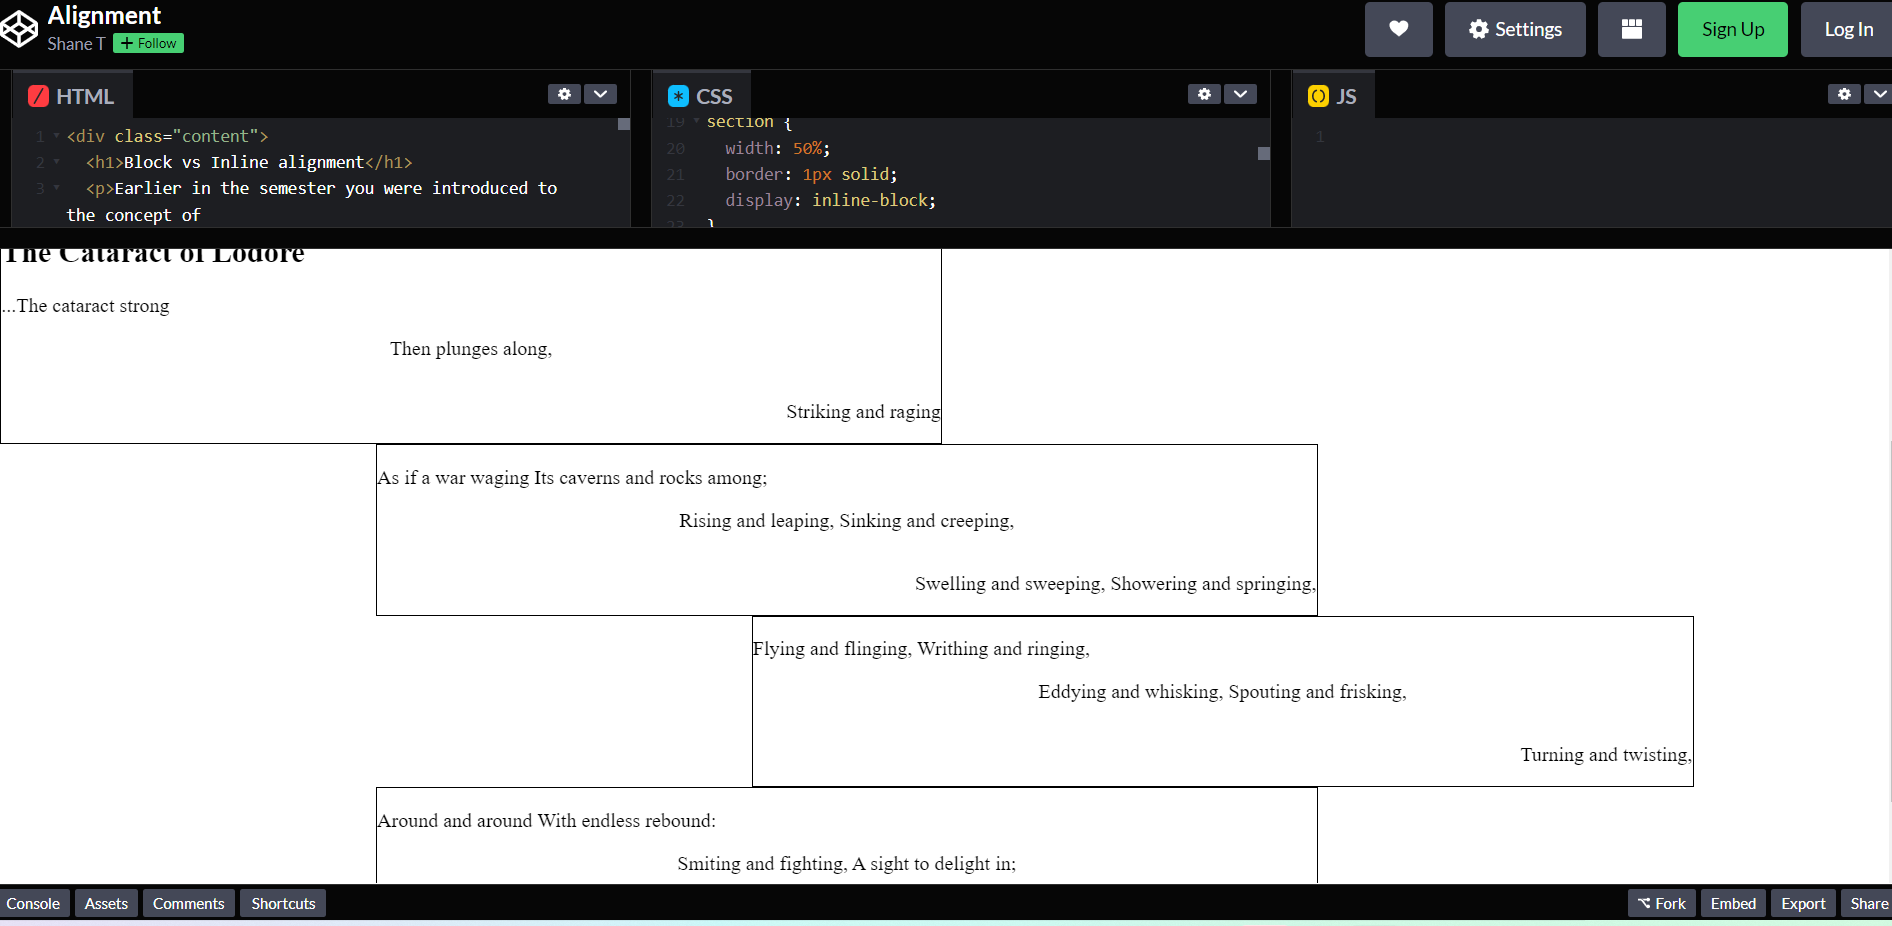 Alignment
Shane T + Follow
Settings
Sign Up
Log In
HTML
CSS
JS
1 <div class="content">
2 <h1>Block vs Inline alignment</h1>
3 <p>Earlier in the semester you were introduced to
the concept of
19 section {
20 width: 50%;
21 border: 1px solid;
22 display: inline-block;
23 }
1
The Cataract of Lodore
...The cataract strong
Then plunges along,
Striking and raging
As if a war waging Its caverns and rocks among;
Rising and leaping, Sinking and creeping,
Swelling and sweeping, Showering and springing,
Flying and flinging, Writhing and ringing,
Eddying and whisking, Spouting and frisking,
Turning and twisting,
Around and around With endless rebound:
Smiting and fighting, A sight to delight in;
Console Assets Comments Shortcuts
Fork Embed Export Share